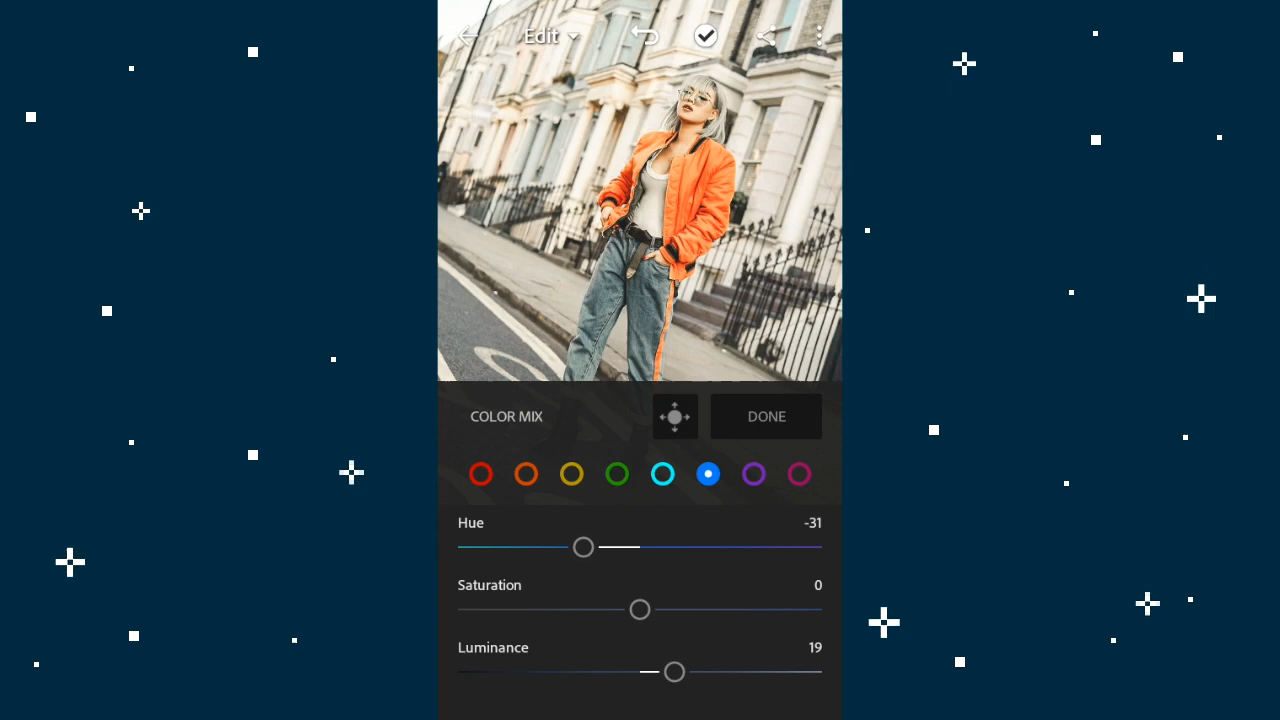 Edit
COLOR MIX
DONE
Hue
-31
Saturation
0
Luminance
19